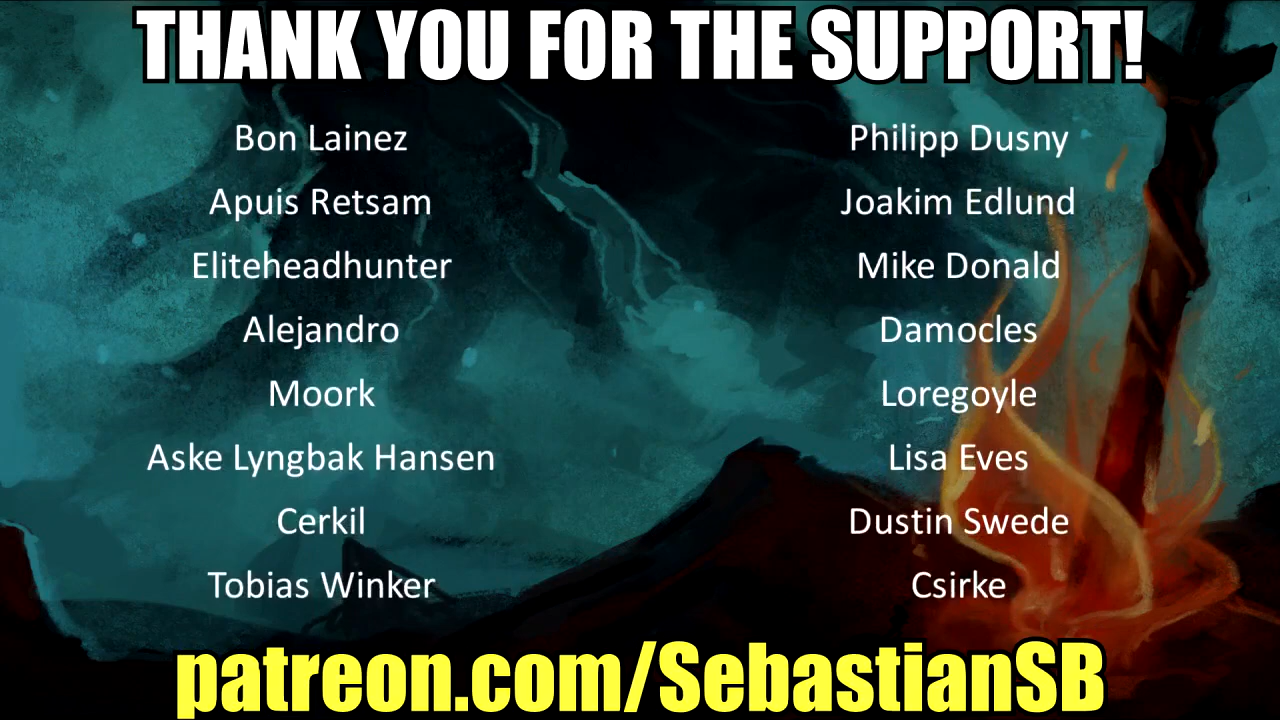 THANK YOU FOR THE SUPPORT!
Bon Lainez
Apuis Retsam
Eliteheadhunter
Alejandro
Moork
Aske Lyngbak Hansen
Cerkil
Tobias Winker
Philipp Dusny
Joakim Edlund
Mike Donald
Damocles
Loregoyle
Lisa Eves
Dustin Swede
Csirke
patreon.com/SebastianSB